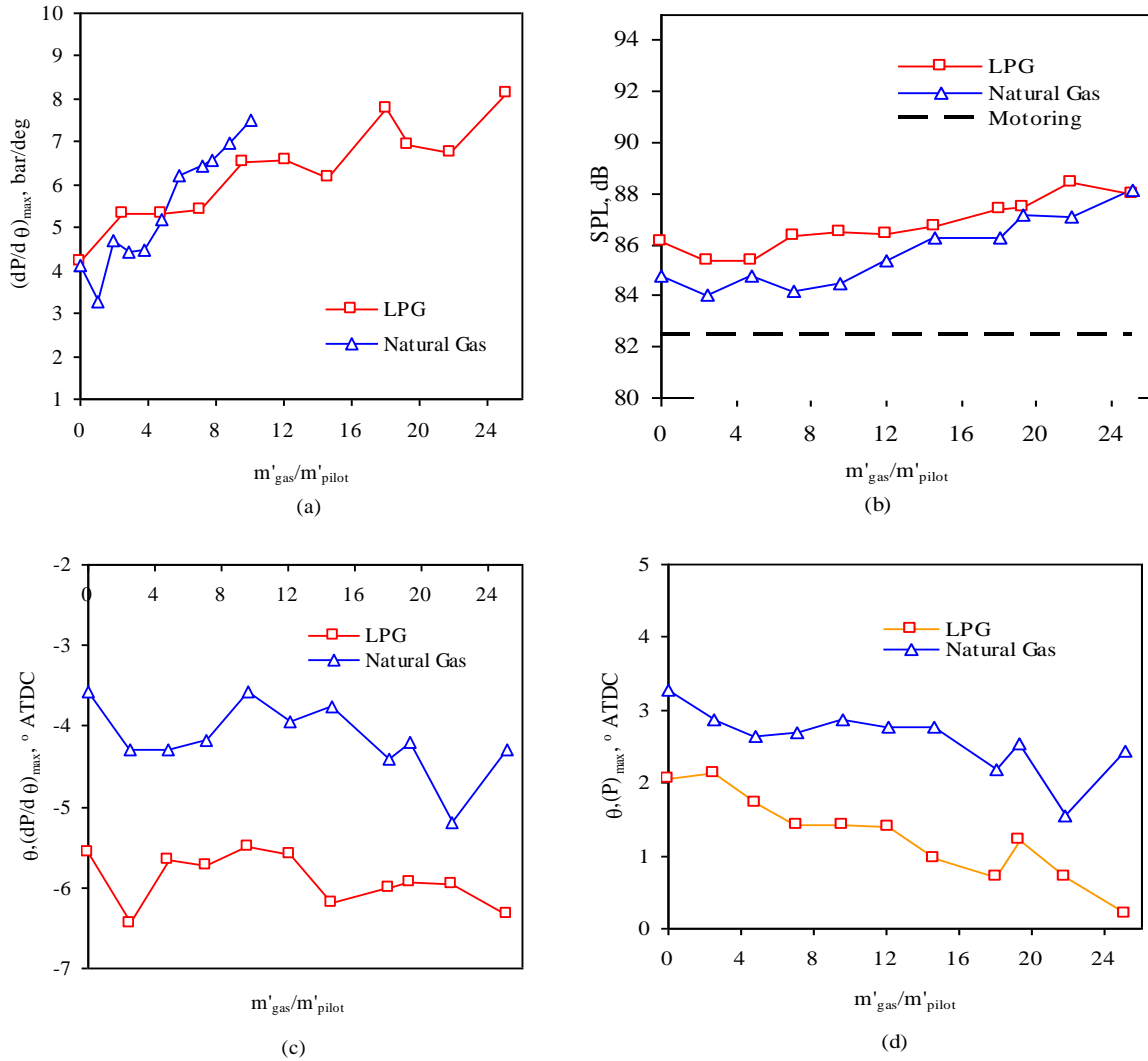 10
9
8
7
6
5
4
3
2
1
(dP/d θ)max, bar/deg
LPG
Natural Gas
0 4 8 12 16 20 24
m'gas/m'pilot
(a)
94
92
90
88
86
84
82
80
SPL, dB
LPG
Natural Gas
Motoring
0 4 8 12 16 20 24
m'gas/m'pilot
(b)
-2
-3
-4
-5
-6
-7
θ,(dP/d θ)max, º ATDC
0 4 8 12 16 20 24
LPG
Natural Gas
m'gas/m'pilot
(c)
5
4
3
2
1
0
θ,(P)max, º ATDC
LPG
Natural Gas
0 4 8 12 16 20 24
m'gas/m'pilot
(d)